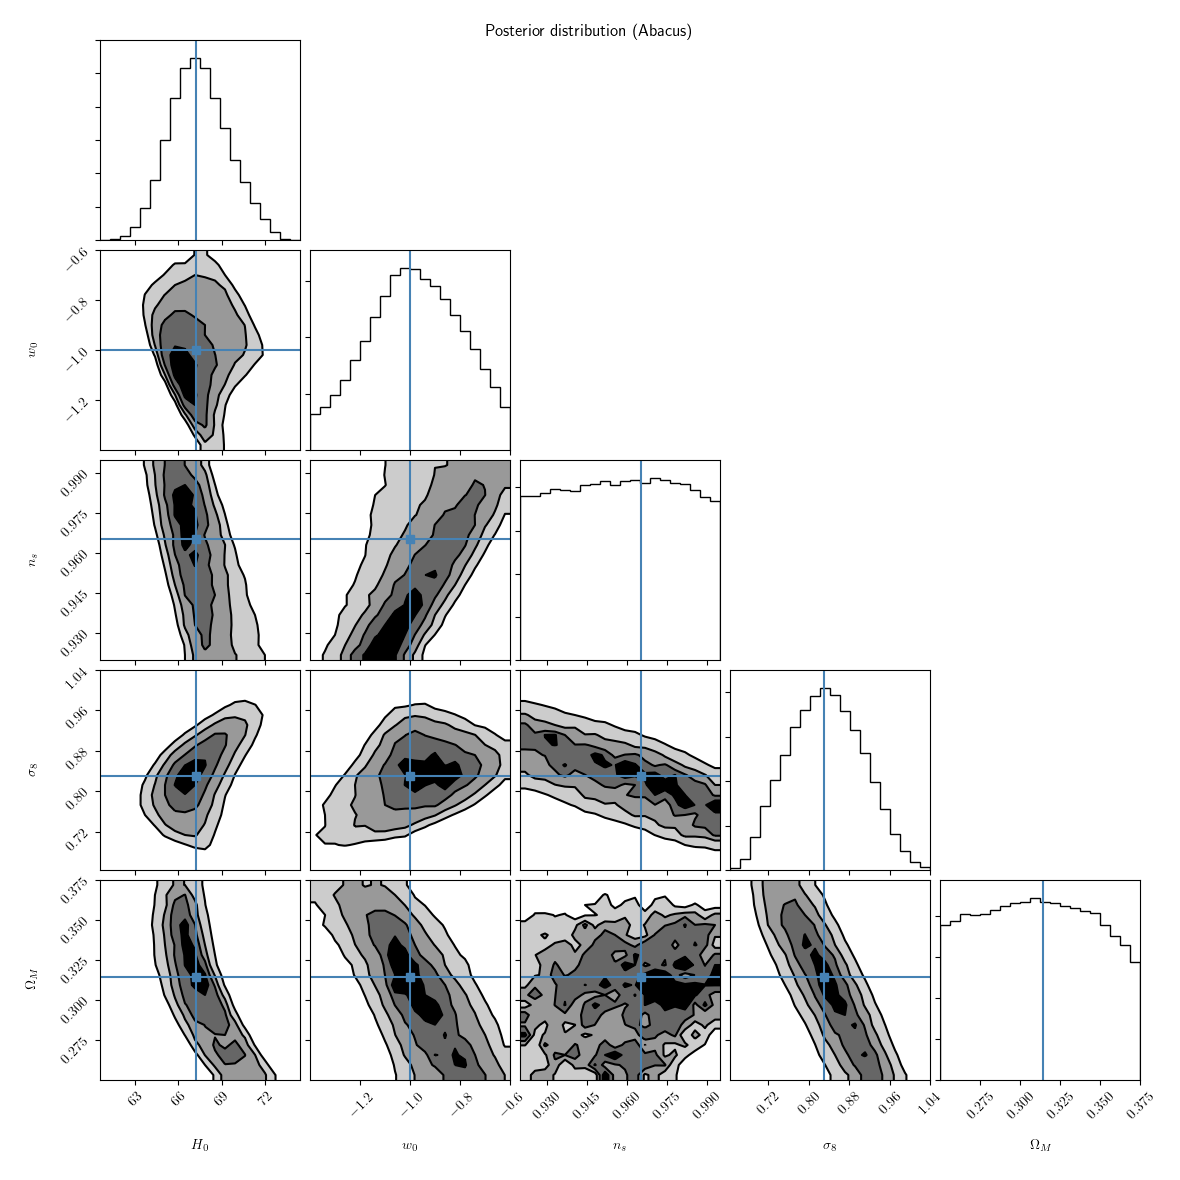 Posterior distribution (Abacus)
−0.6
−0.8
−1.0
−1.2
w₀
0.990
0.975
0.960
0.945
0.930
nₛ
1.04
0.96
0.88
0.80
0.72
σ₈
0.375
0.350
0.325
0.300
0.275
Ω_M
63 66 69 72
−1.2 −1.0 −0.8 −0.6
0.930 0.945 0.960 0.975 0.990
0.72 0.80 0.88 0.96 1.04
0.275 0.300 0.325 0.350 0.375
H₀ w₀ nₛ σ₈ Ω_M